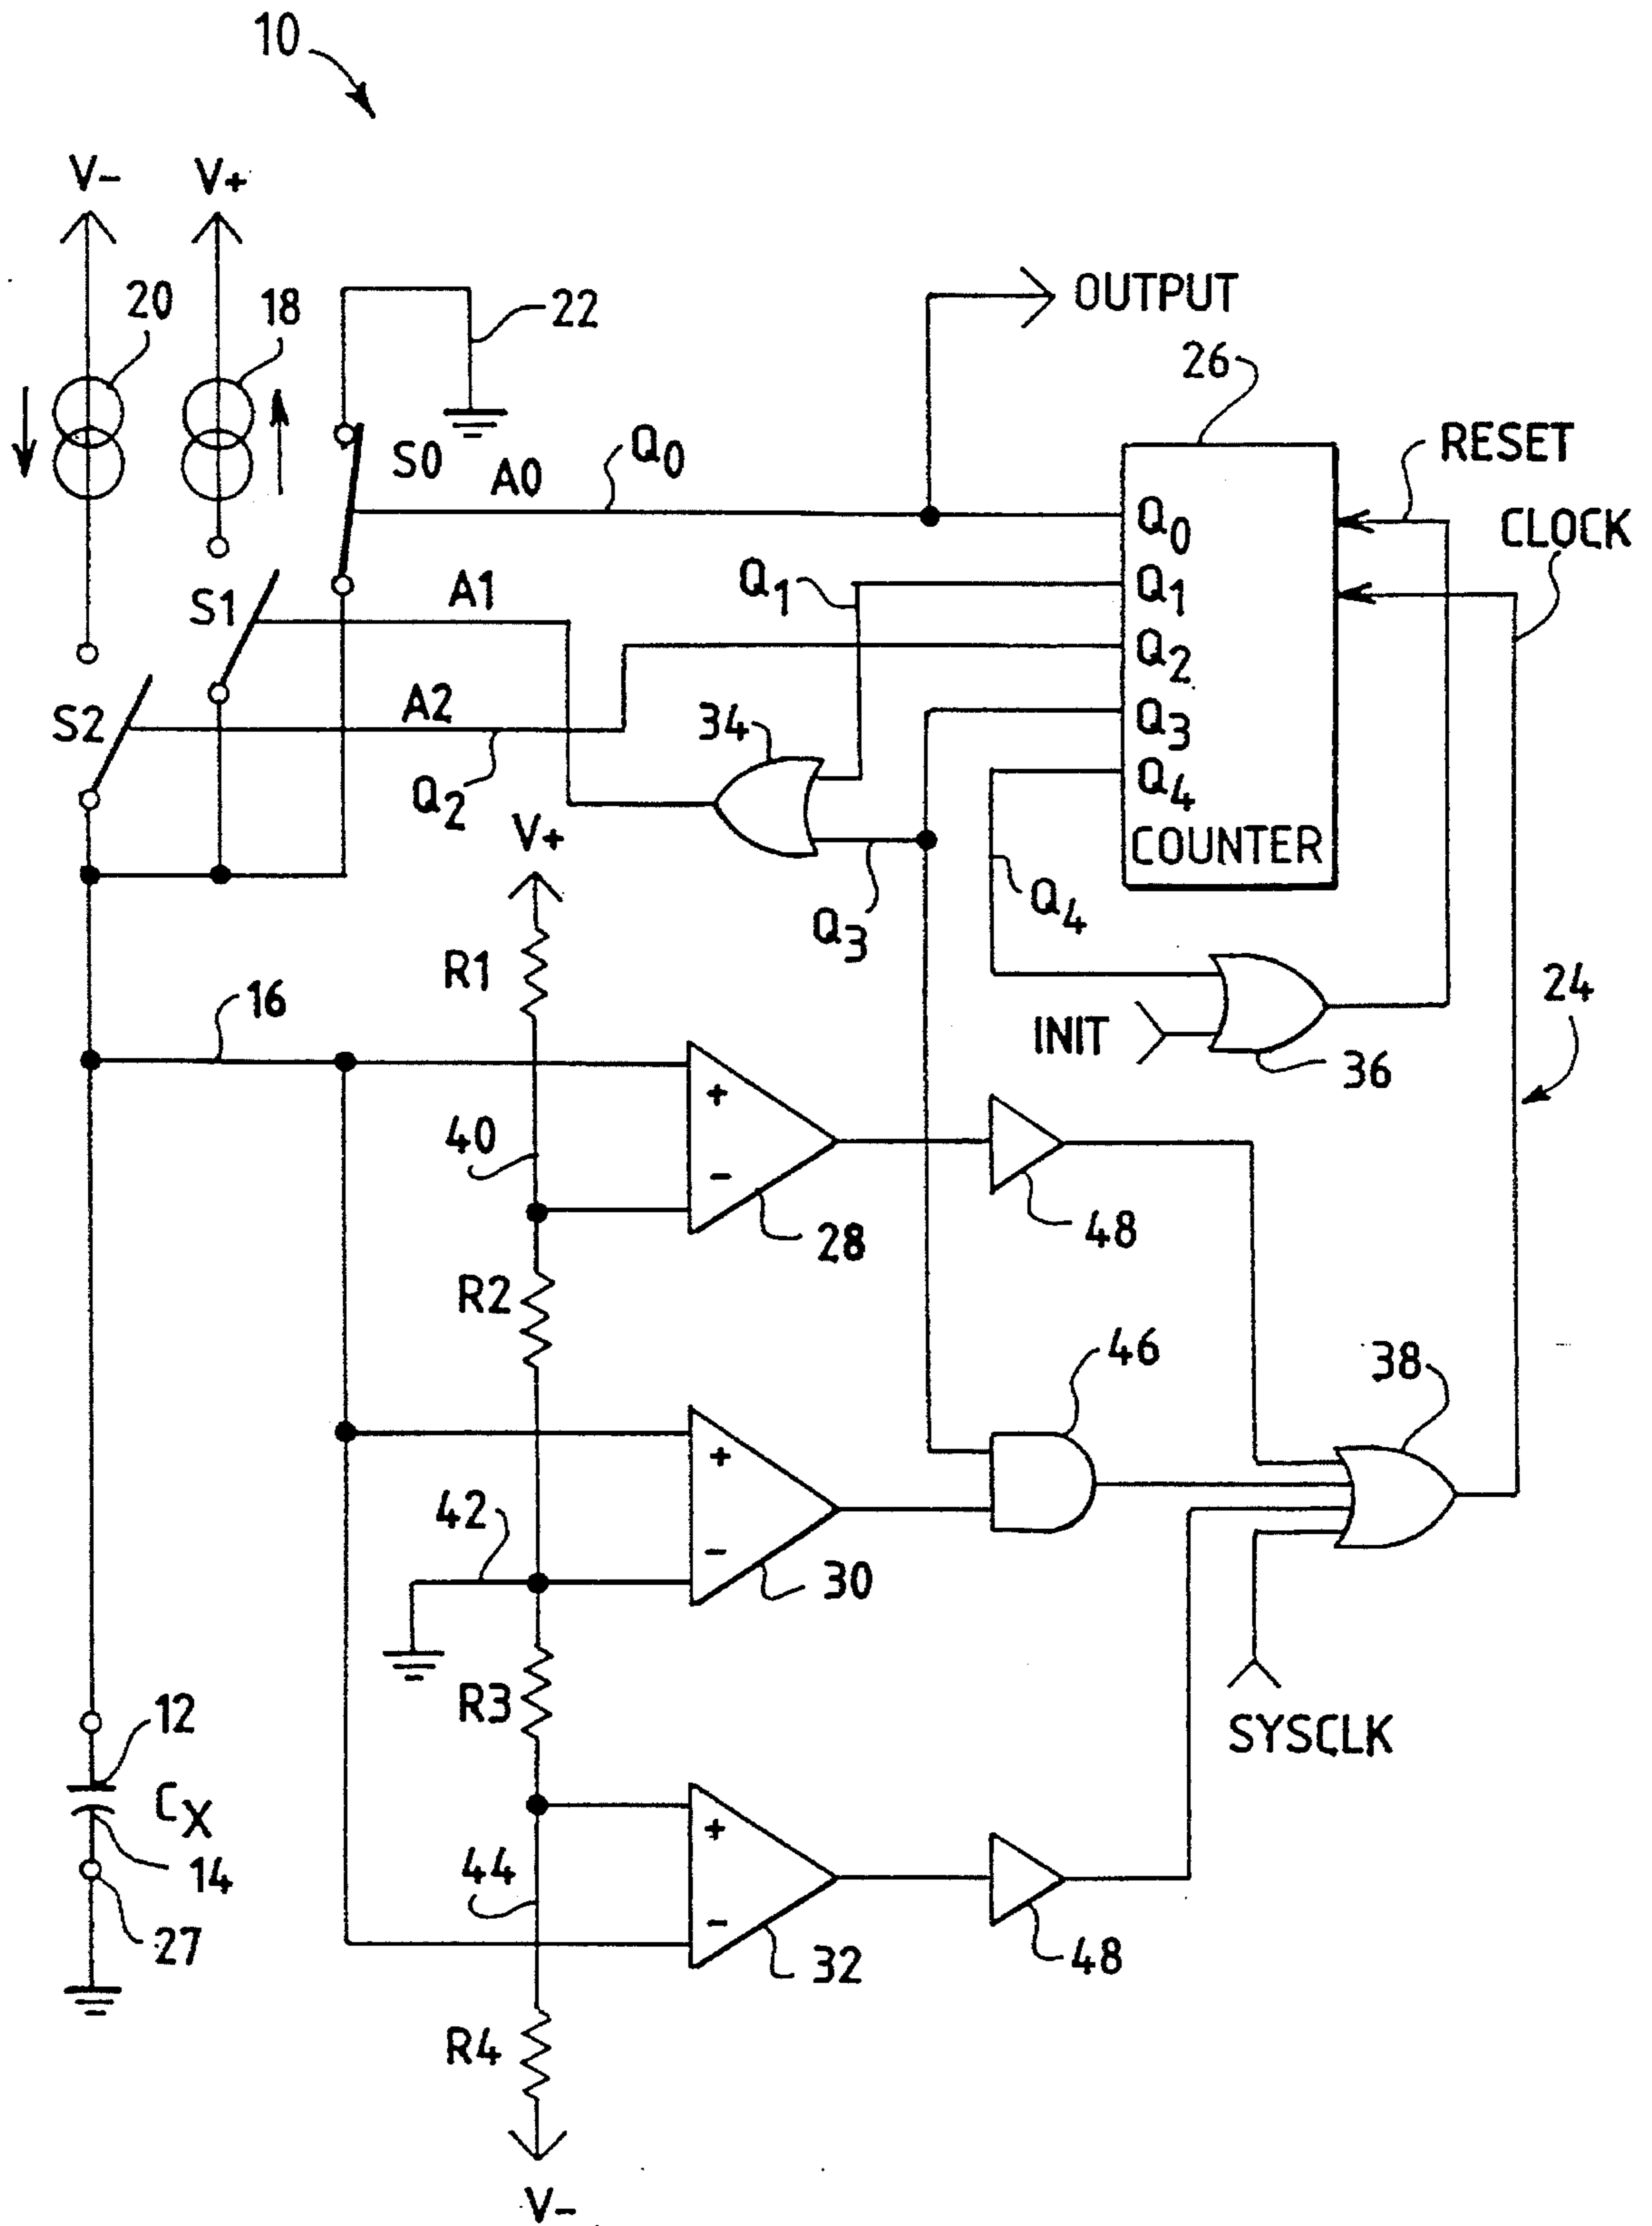 10
V- V+
20 18 22
OUTPUT
26
S0 A0 Q0
RESET
CLOCK
Q0
S1 A1 Q1
Q1
Q2
S2 A2 Q2
34
Q3
Q4
COUNTER
V+
Q3
Q4
R1
24
16
INIT
36
40
+
-
28
48
R2
46
38
+
42
-
30
R3
SYSCLK
12
CX
14
27
+
44
-
32
48
R4
V-